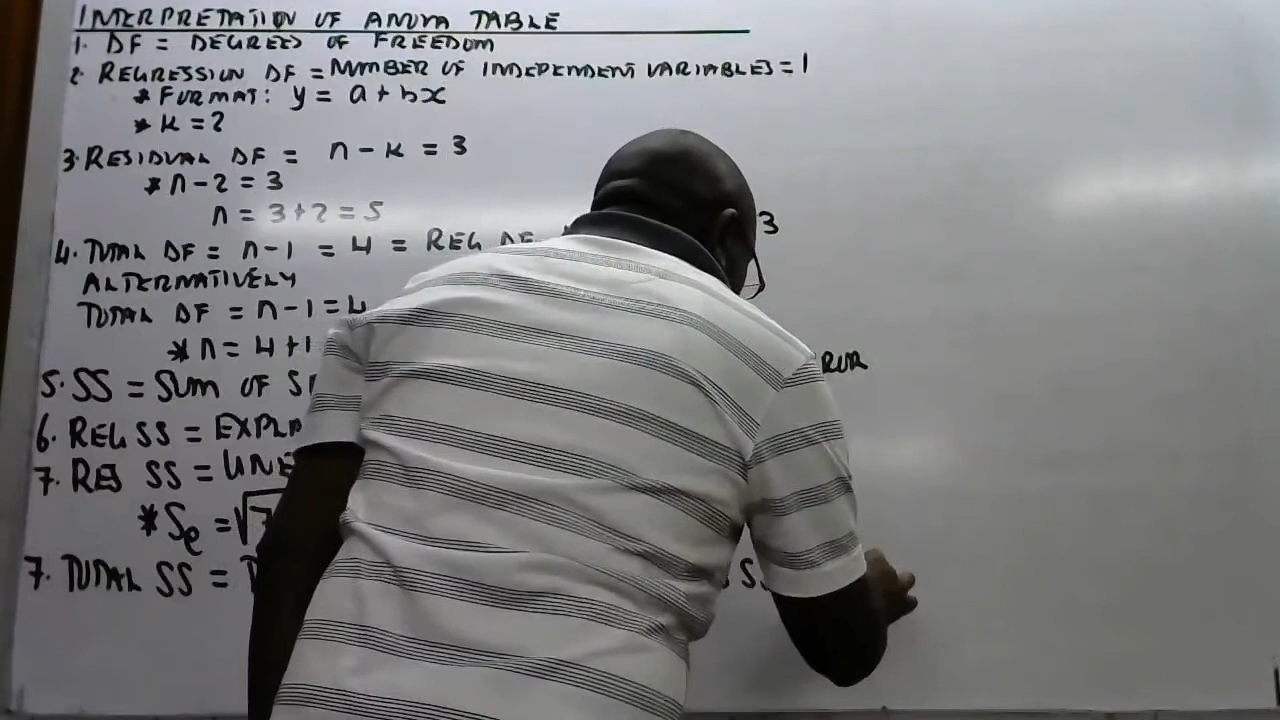 INTERPRETATION OF ANOVA TABLE
1. DF = DEGREES OF FREEDOM
2. REGRESSION DF = NUMBER OF INDEPENDENT VARIABLES = 1
* FORMAT: y = a + bx
* K = 2
3. RESIDUAL DF = n - K = 3
* n - 2 = 3
n = 3 + 2 = 5
4. TOTAL DF = n - 1 = 4 = REG DF 3
ALTERNATIVELY
TOTAL DF = n - 1 = 4
* n = 4 + 1
5. SS = SUM OF
6. REG SS =
7. RES SS =
* Se = √
7. TOTAL SS =